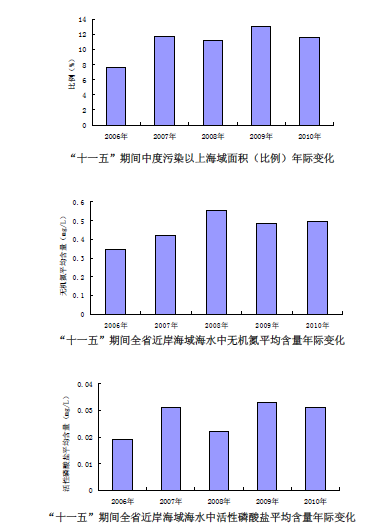 14
12
10
8
6
4
2
0
比例(%)
2006年 2007年 2008年 2009年 2010年
“十一五”期间中度污染以上海域面积（比例）年际变化
0.6
0.5
0.4
0.3
0.2
0.1
0
无机氮平均含量(mg/L)
2006年 2007年 2008年 2009年 2010年
“十一五”期间全省近岸海域海水中无机氮平均含量年际变化
0.04
0.03
0.02
0.01
0
活性磷酸盐平均含量(mg/L)
2006年 2007年 2008年 2009年 2010年
“十一五”期间全省近岸海域海水中活性磷酸盐平均含量年际变化